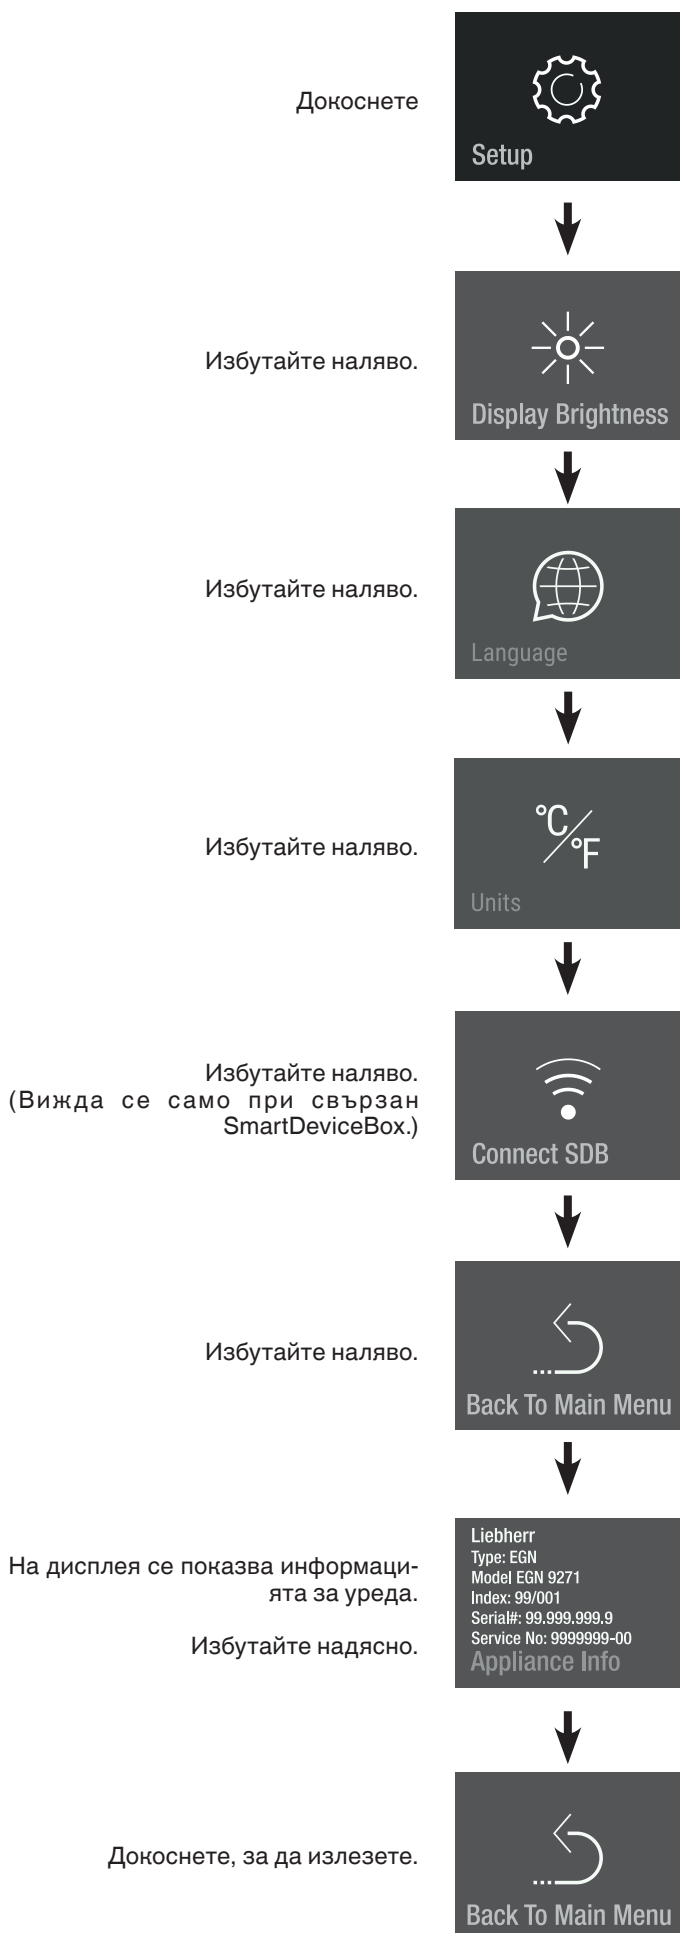 Докоснете
Setup
Избутайте наляво.
Display Brightness
Избутайте наляво.
Language
Избутайте наляво.
°C/°F
Units
Избутайте наляво.
(Вижда се само при свързан
SmartDeviceBox.)
Connect SDB
Избутайте наляво.
Back To Main Menu
На дисплея се показва информаци-
ята за уреда.
Избутайте надясно.
Liebherr
Type: EGN
Model EGN 9271
Index: 99/001
Serial#: 99.999.999.9
Service No: 9999999-00
Appliance Info
Докоснете, за да излезете.
Back To Main Menu